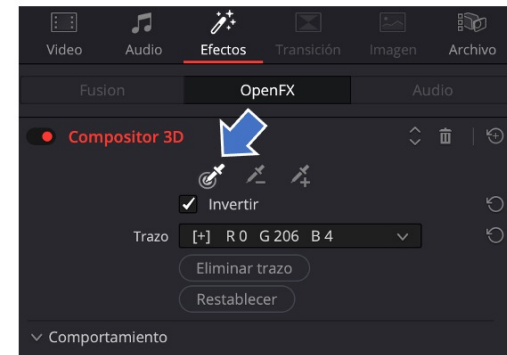 Video Audio Efectos Transición Imagen Archivo
Fusion OpenFX Audio
Compositor 3D
Invertir
Trazo [+] R 0 G 206 B 4
Eliminar trazo
Restablecer
Comportamiento